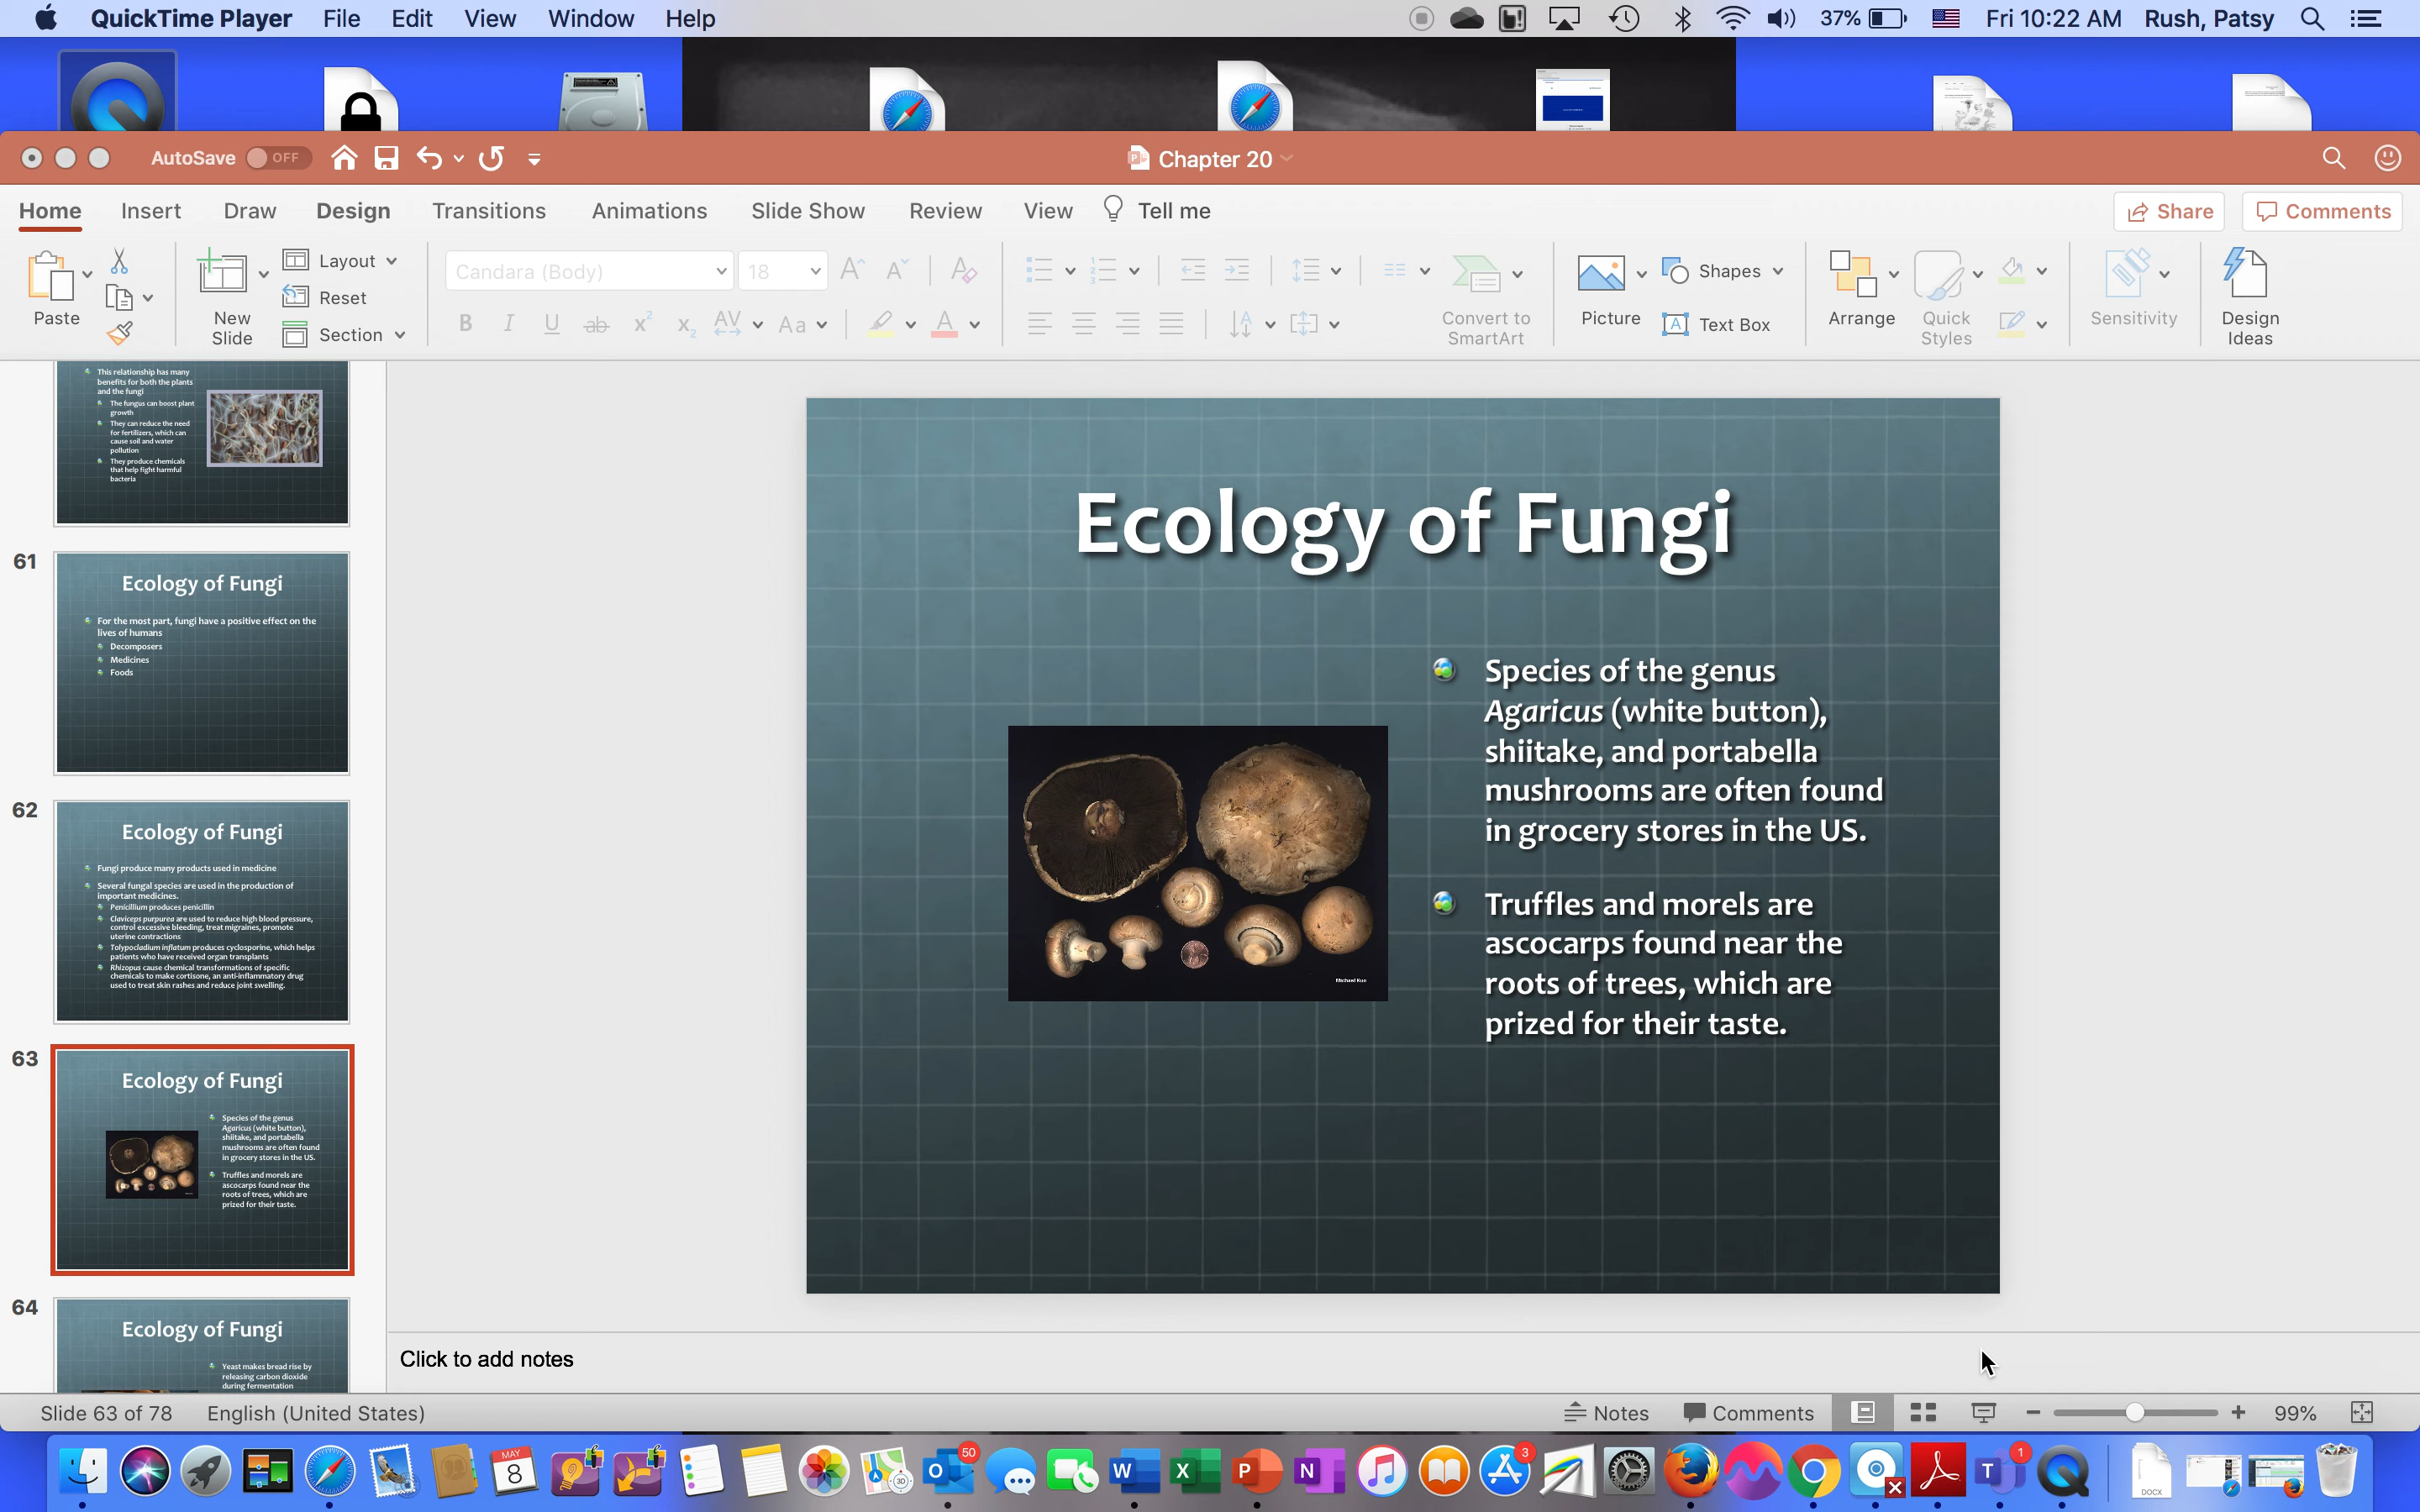 QuickTime Player File Edit View Window Help 37% Fri 10:22 AM Rush, Patsy
AutoSave OFF Chapter 20
Home Insert Draw Design Transitions Animations Slide Show Review View Tell me Share Comments
Paste New Slide Layout Reset Section
Candara (Body) 18
Convert to SmartArt Picture Shapes Text Box Arrange Quick Styles Sensitivity Design Ideas
This relationship has many
benefits for both the plants
and the fungi
The fungus can boost plant
growth
They can reduce the need
for fertilizers, which can
cause soil and water
pollution
They produce chemicals
that help fight harmful
bacteria
61
Ecology of Fungi
For the most part, fungi have a positive effect on the
lives of humans
Decomposers
Medicines
Foods
62
Ecology of Fungi
Fungi produce many products used in medicine
Several fungal species are used in the production of
important medicines.
Penicillium produces penicillin
Claviceps purpurea are used to reduce high blood pressure,
control excessive bleeding, treat migraines, promote
uterine contractions
Tolypocladium inflatum produces cyclosporine, which helps
patients who have received organ transplants
Rhizopus cause chemical transformations of specific
chemicals to make cortisone, an anti-inflammatory drug
used to treat skin rashes and reduce joint swelling.
63
Ecology of Fungi
Species of the genus
Agaricus (white button),
shiitake, and portabella
mushrooms are often found
in grocery stores in the US.
Truffles and morels are
ascocarps found near the
roots of trees, which are
prized for their taste.
64
Ecology of Fungi
Yeast makes bread rise by
releasing carbon dioxide
during fermentation
Ecology of Fungi
Species of the genus
Agaricus (white button),
shiitake, and portabella
mushrooms are often found
in grocery stores in the US.
Truffles and morels are
ascocarps found near the
roots of trees, which are
prized for their taste.
Michael Kuo
Click to add notes
Slide 63 of 78 English (United States) Notes Comments 99%
MAY
8
3D
50
3
1
DOCX